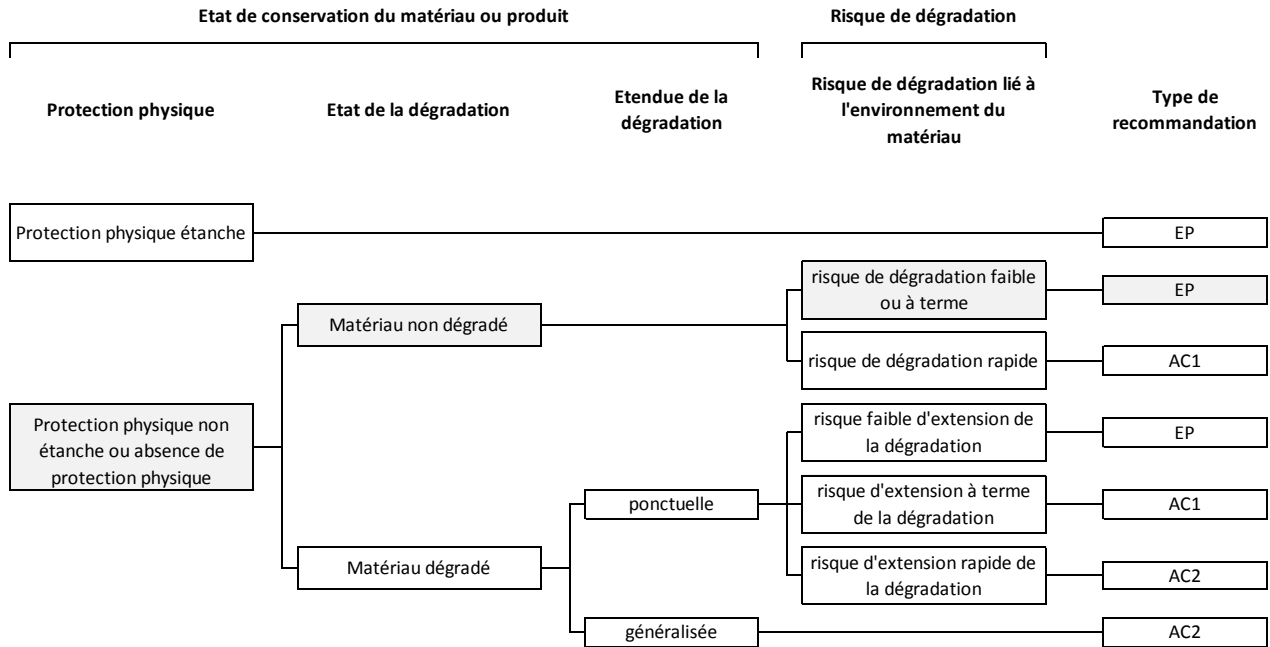 Etat de conservation du matériau ou produit
Risque de dégradation
Protection physique
Etat de la dégradation
Etendue de la
dégradation
Risque de dégradation lié à
l'environnement du
matériau
Type de
recommandation
Protection physique étanche
EP
risque de dégradation faible
ou à terme
EP
Matériau non dégradé
risque de dégradation rapide
AC1
Protection physique non
étanche ou absence de
protection physique
risque faible d'extension de
la dégradation
EP
ponctuelle
risque d'extension à terme
de la dégradation
AC1
Matériau dégradé
risque d'extension rapide de
la dégradation
AC2
généralisée
AC2